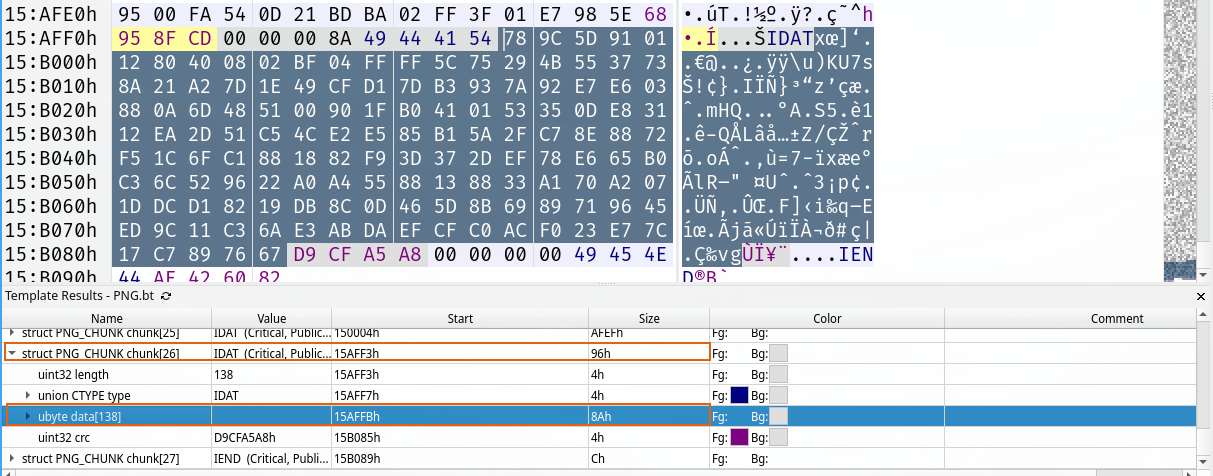 15:AFE0h 95 00 FA 54 0D 21 BD BA 02 FF 3F 01 E7 98 5E 68 •.úT.!½º.ÿ?.ç˜^h
15:AFF0h 95 8F CD 00 00 00 8A 49 44 41 54 78 9C 5D 91 01 •.Í...ŠIDATxœ]‘.
15:B000h 12 80 40 08 02 BF 04 FF FF 5C 75 29 4B 55 37 73 .€@..¿.ÿÿ\u)KU7s
15:B010h 8A 21 A2 7D 1E 49 CF D1 7D B3 93 7A 92 E7 E6 03 Š!¢}.IÏÑ}³“z’çæ.
15:B020h 88 0A 6D 48 51 00 90 1F B0 41 01 53 35 0D E8 31 ˆ.mHQ...°A.S5.è1
15:B030h 12 EA 2D 51 C5 4C E2 E5 85 B1 5A 2F C7 8E 88 72 .ê-QÅLâå…±Z/ÇŽˆr
15:B040h F5 1C 6F C1 88 18 82 F9 3D 37 2D EF 78 E6 65 B0 õ.oÁˆ.‚ù=7-ïxæe°
15:B050h C3 6C 52 96 22 A0 A4 55 88 13 88 33 A1 70 A2 07 ÃlR–" ¤Uˆ.ˆ3¡p¢.
15:B060h 1D DC D1 82 19 DB 8C 0D 46 5D 8B 69 89 71 96 45 .ÜÑ‚.ÛŒ.F]‹i‰q–E
15:B070h ED 9C 11 C3 6A E3 AB DA EF CF C0 AC F0 23 E7 7C íœ.Ãjã«ÚïÏÀ¬ð#ç|
15:B080h 17 C7 89 76 67 D9 CF A5 A8 00 00 00 00 49 45 4E .Ç‰vgÙÏ¥¨....IEN
15:B090h 44 AE 42 60 82 D®B`‚
Template Results - PNG.bt
Name Value Start Size Color Comment
struct PNG_CHUNK chunk[25] IDAT (Critical, Public... 150004h AFEFh Fg: Bg:
struct PNG_CHUNK chunk[26] IDAT (Critical, Public... 15AFF3h 96h Fg: Bg:
uint32 length 138 15AFF3h 4h Fg: Bg:
union CTYPE type IDAT 15AFF7h 4h Fg: Bg:
ubyte data[138] 15AFFBh 8Ah Fg: Bg:
uint32 crc D9CFA5A8h 15B085h 4h Fg: Bg:
struct PNG_CHUNK chunk[27] IEND (Critical, Publi... 15B089h Ch Fg: Bg: